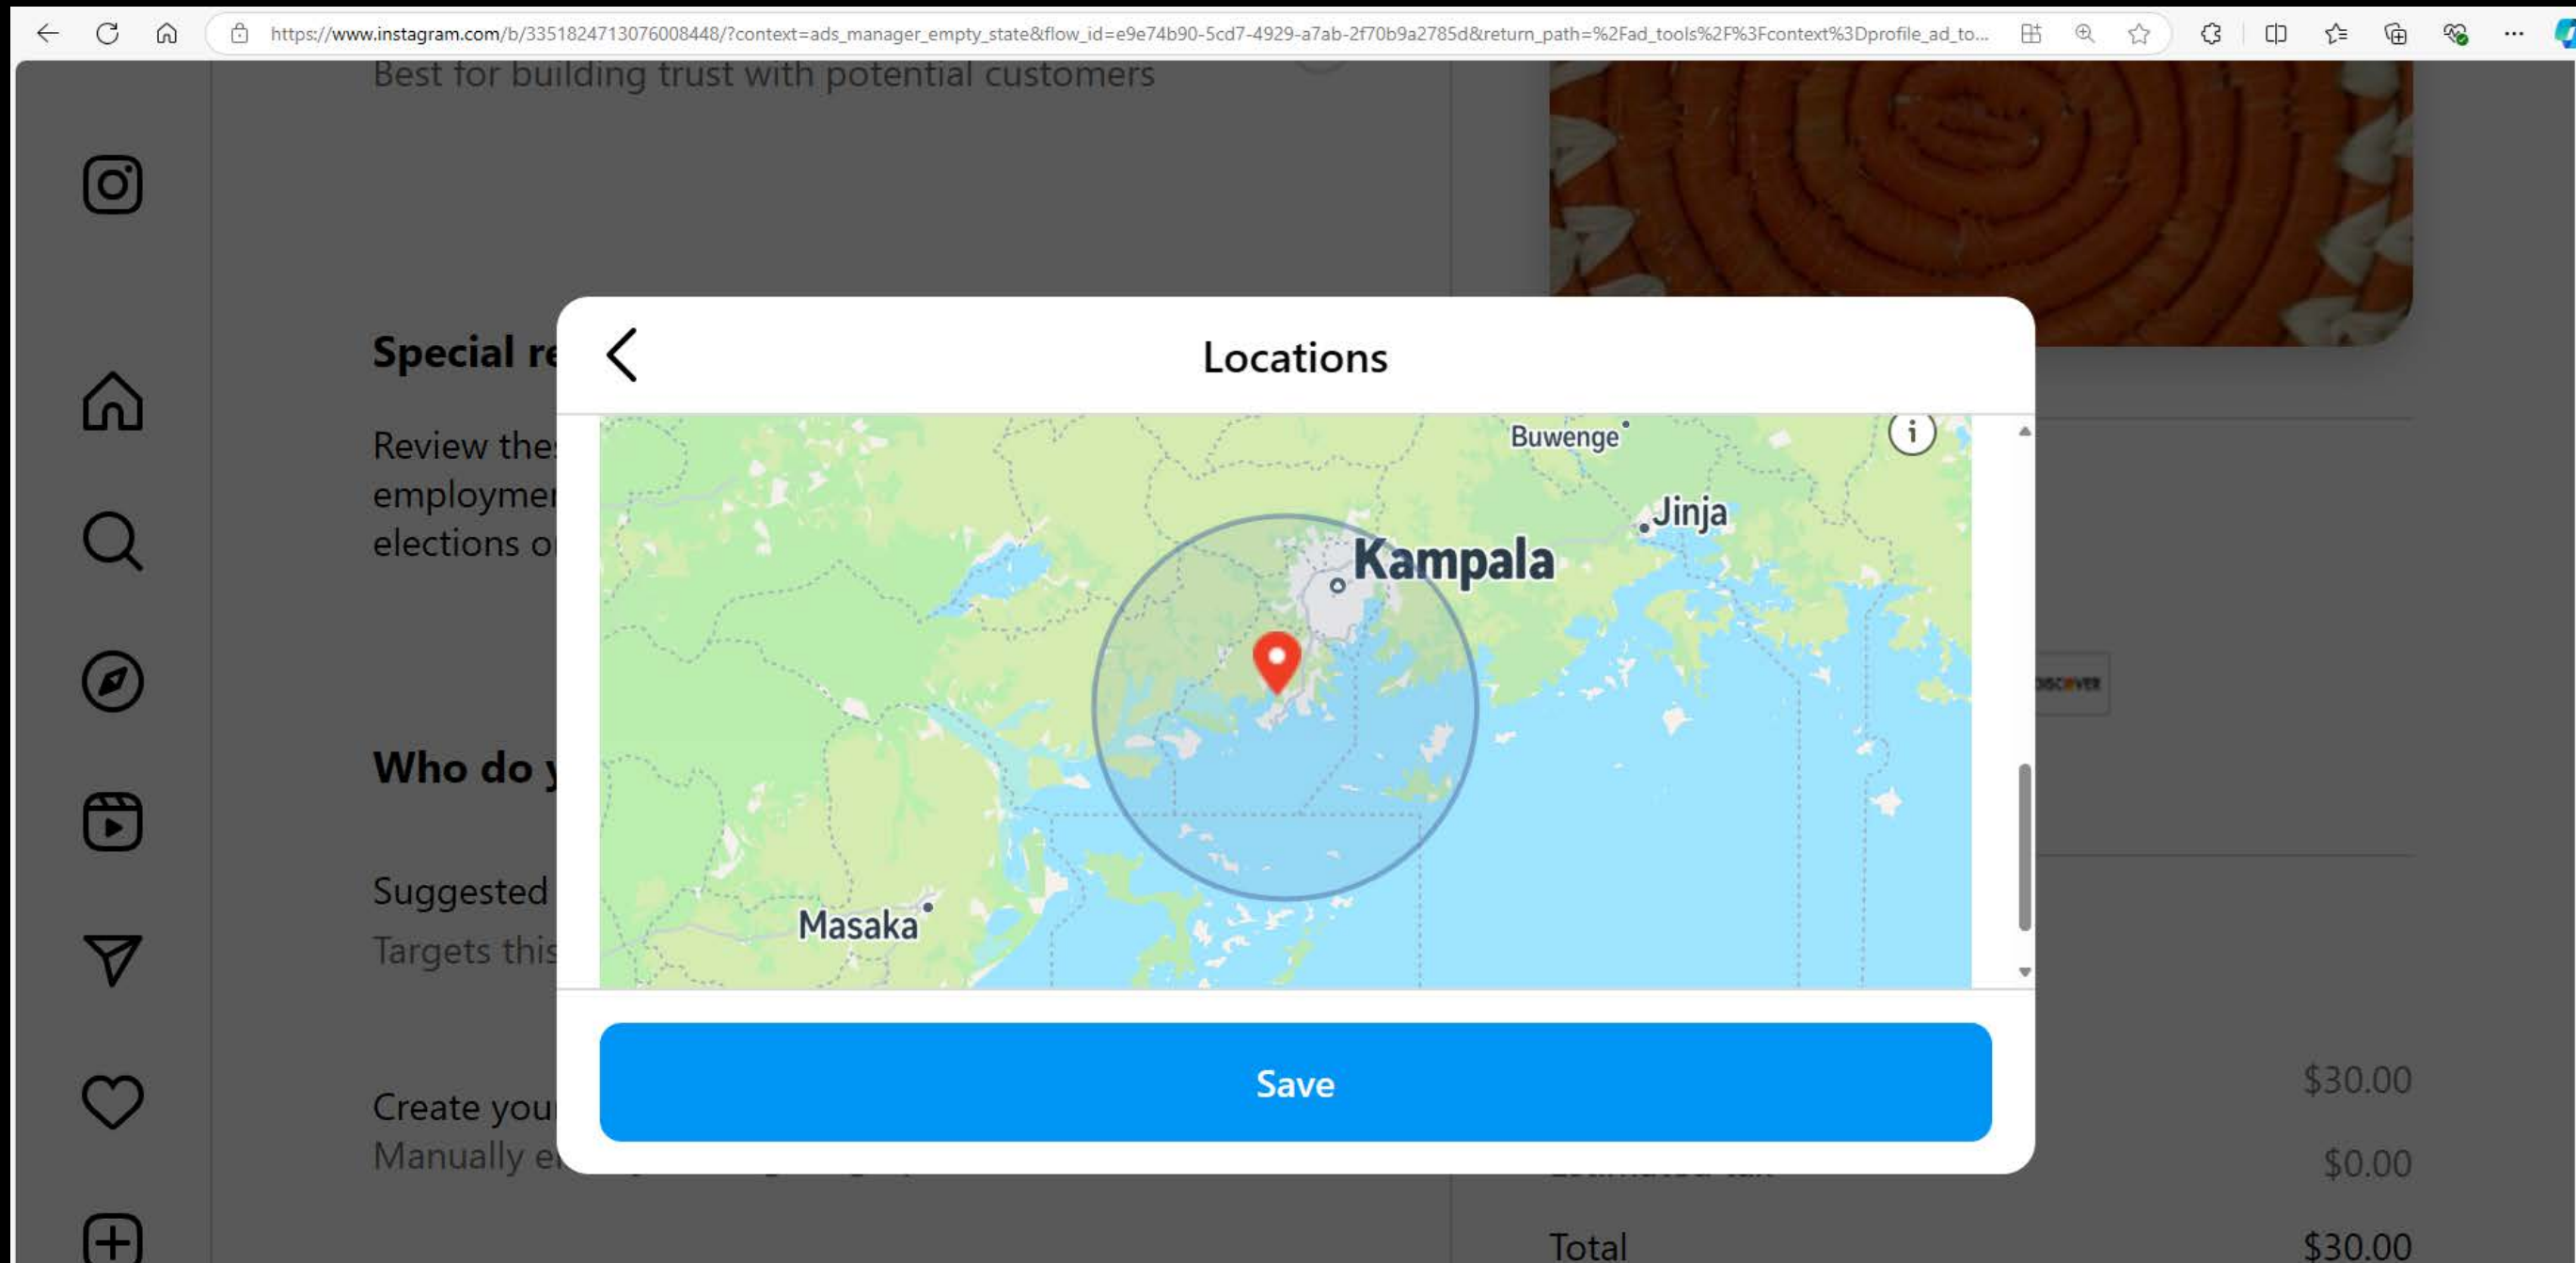 https://www.instagram.com/b/3351824713076008448/?context=ads_manager_empty_state&flow_id=e9e74b90-5cd7-4929-a7ab-2f70b9a2785d&return_path=%2Fad_tools%2F%3Fcontext%3Dprofile_ad_to...
Best for building trust with potential customers
Special re
Review the
employmen
elections o
Who do y
Suggested
Targets this
Create you
Manually e
Locations
Buwenge
Jinja
Kampala
Masaka
Save
DISCOVER
$30.00
$0.00
Total
$30.00